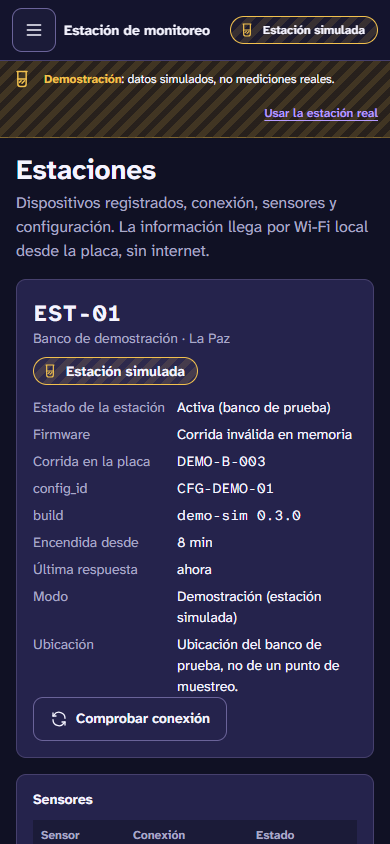 Estación de monitoreo
Estación simulada
Demostración: datos simulados, no mediciones reales.
Usar la estación real
Estaciones
Dispositivos registrados, conexión, sensores y
configuración. La información llega por Wi-Fi local
desde la placa, sin internet.
EST-01
Banco de demostración · La Paz
Estación simulada
Estado de la estación Activa (banco de prueba)
Firmware Corrida inválida en memoria
Corrida en la placa DEMO-B-003
config_id CFG-DEMO-01
build demo-sim 0.3.0
Encendida desde 8 min
Última respuesta ahora
Modo Demostración (estación
simulada)
Ubicación Ubicación del banco de
prueba, no de un punto de
muestreo.
Comprobar conexión
Sensores
Sensor Conexión Estado